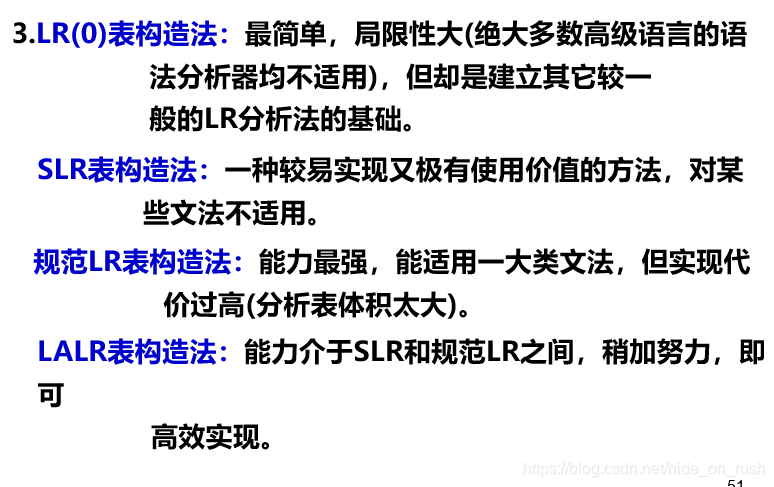 3.LR(0)表构造法：最简单，局限性大(绝大多数高级语言的语
法分析器均不适用)，但却是建立其它较一
般的LR分析法的基础。
SLR表构造法：一种较易实现又极有使用价值的方法，对某
些文法不适用。
规范LR表构造法：能力最强，能适用一大类文法，但实现代
价过高(分析表体积太大)。
LALR表构造法：能力介于SLR和规范LR之间，稍加努力，即
可
高效实现。
https://blog.csdn.net/hide_on_rush
51